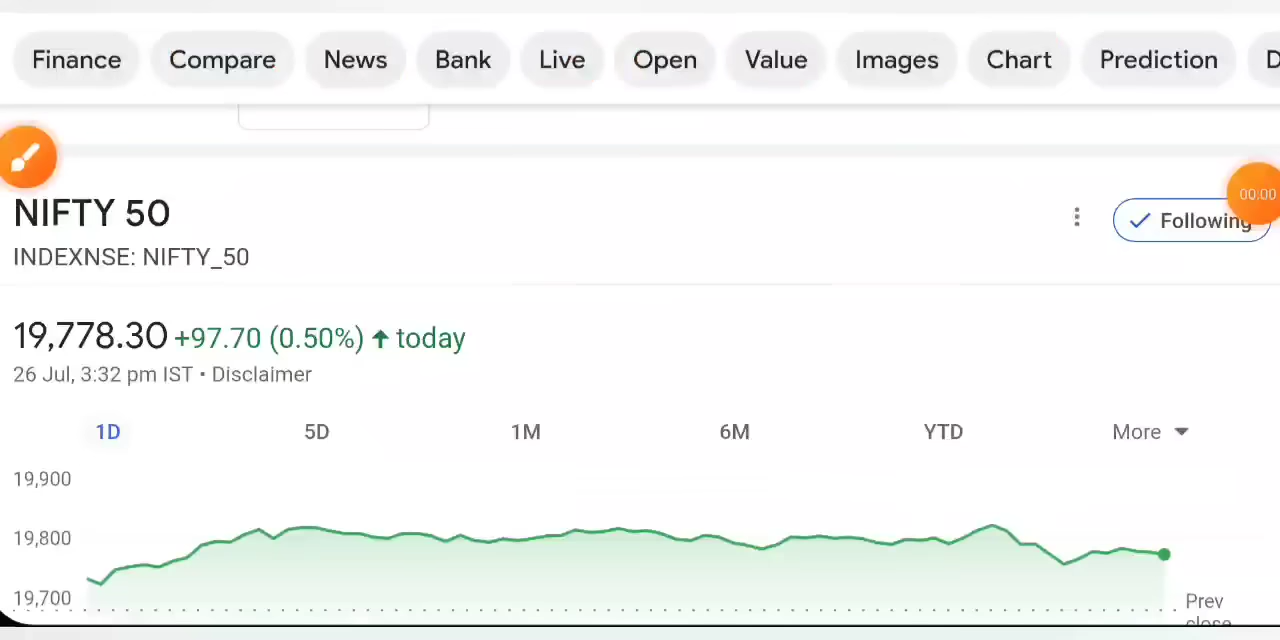 Finance Compare News Bank Live Open Value Images Chart Prediction D
00:00
NIFTY 50
Following
INDEXNSE: NIFTY_50
19,778.30 +97.70 (0.50%) ↑ today
26 Jul, 3:32 pm IST • Disclaimer
1D 5D 1M 6M YTD More
19,900
19,800
19,700
Prev
close